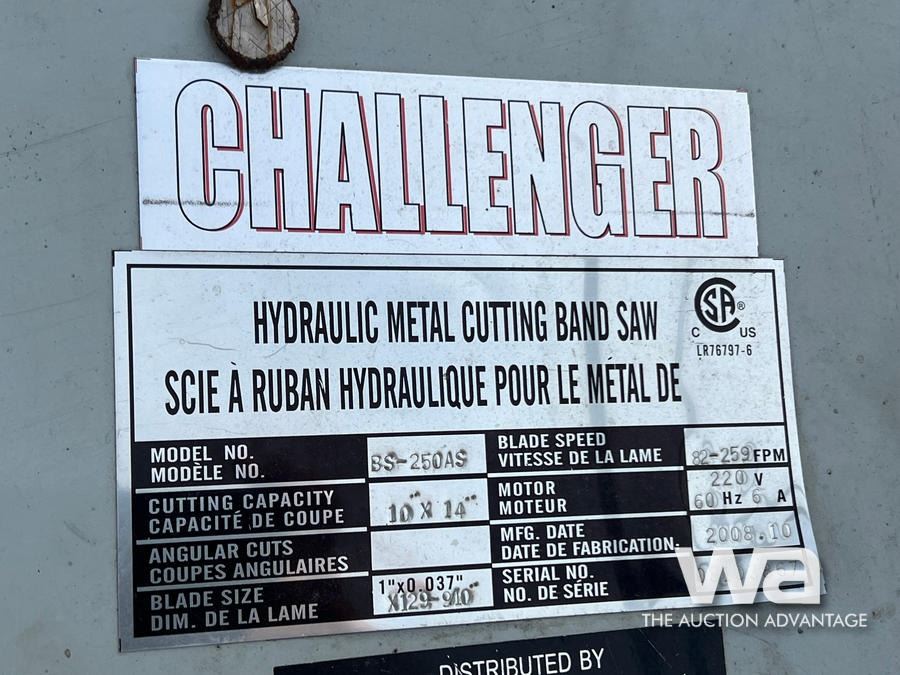 CHALLENGER
HYDRAULIC METAL CUTTING BAND SAW
SCIE À RUBAN HYDRAULIQUE POUR LE MÉTAL DE
CSA®
C US
LR76797-6
MODEL NO.
MODÈLE NO.
BS-250AS
BLADE SPEED
VITESSE DE LA LAME
82-259 FPM
CUTTING CAPACITY
CAPACITÉ DE COUPE
10" X 14"
MOTOR
MOTEUR
220 V
60 Hz 6 A
ANGULAR CUTS
COUPES ANGULAIRES
MFG. DATE
DATE DE FABRICATION.
2008.10
BLADE SIZE
DIM. DE LA LAME
1"x0.037"
SERIAL NO.
NO. DE SÉRIE
wa
THE AUCTION ADVANTAGE
DISTRIBUTED BY